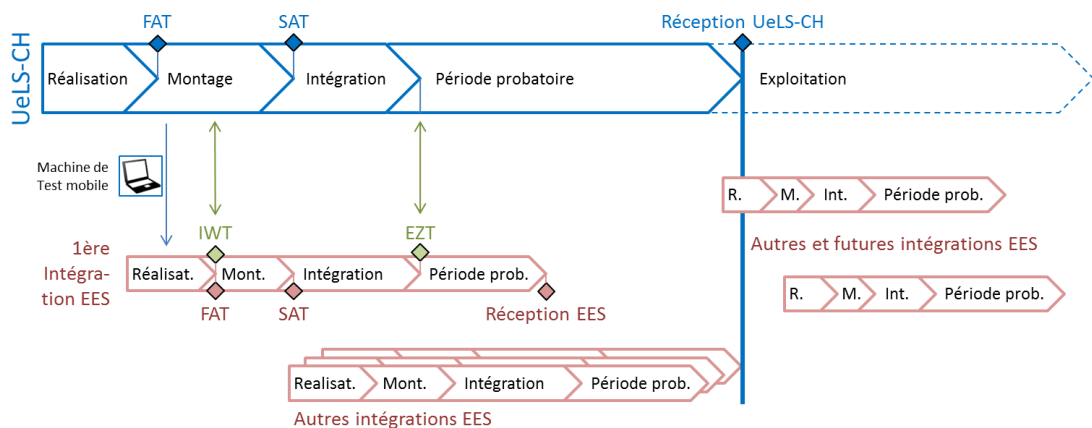 FAT
SAT
Réception UeLS-CH
UeLS-CH
Réalisation
Montage
Intégration
Période probatoire
Exploitation
Machine de
Test mobile
R.
M.
Int.
Période prob.
IWT
EZT
Autres et futures intégrations EES
1ère
Intégra-
tion EES
Réalisat.
Mont.
Intégration
Période prob.
R.
M.
Int.
Période prob.
FAT
SAT
Réception EES
Realisat.
Mont.
Intégration
Période prob.
Autres intégrations EES